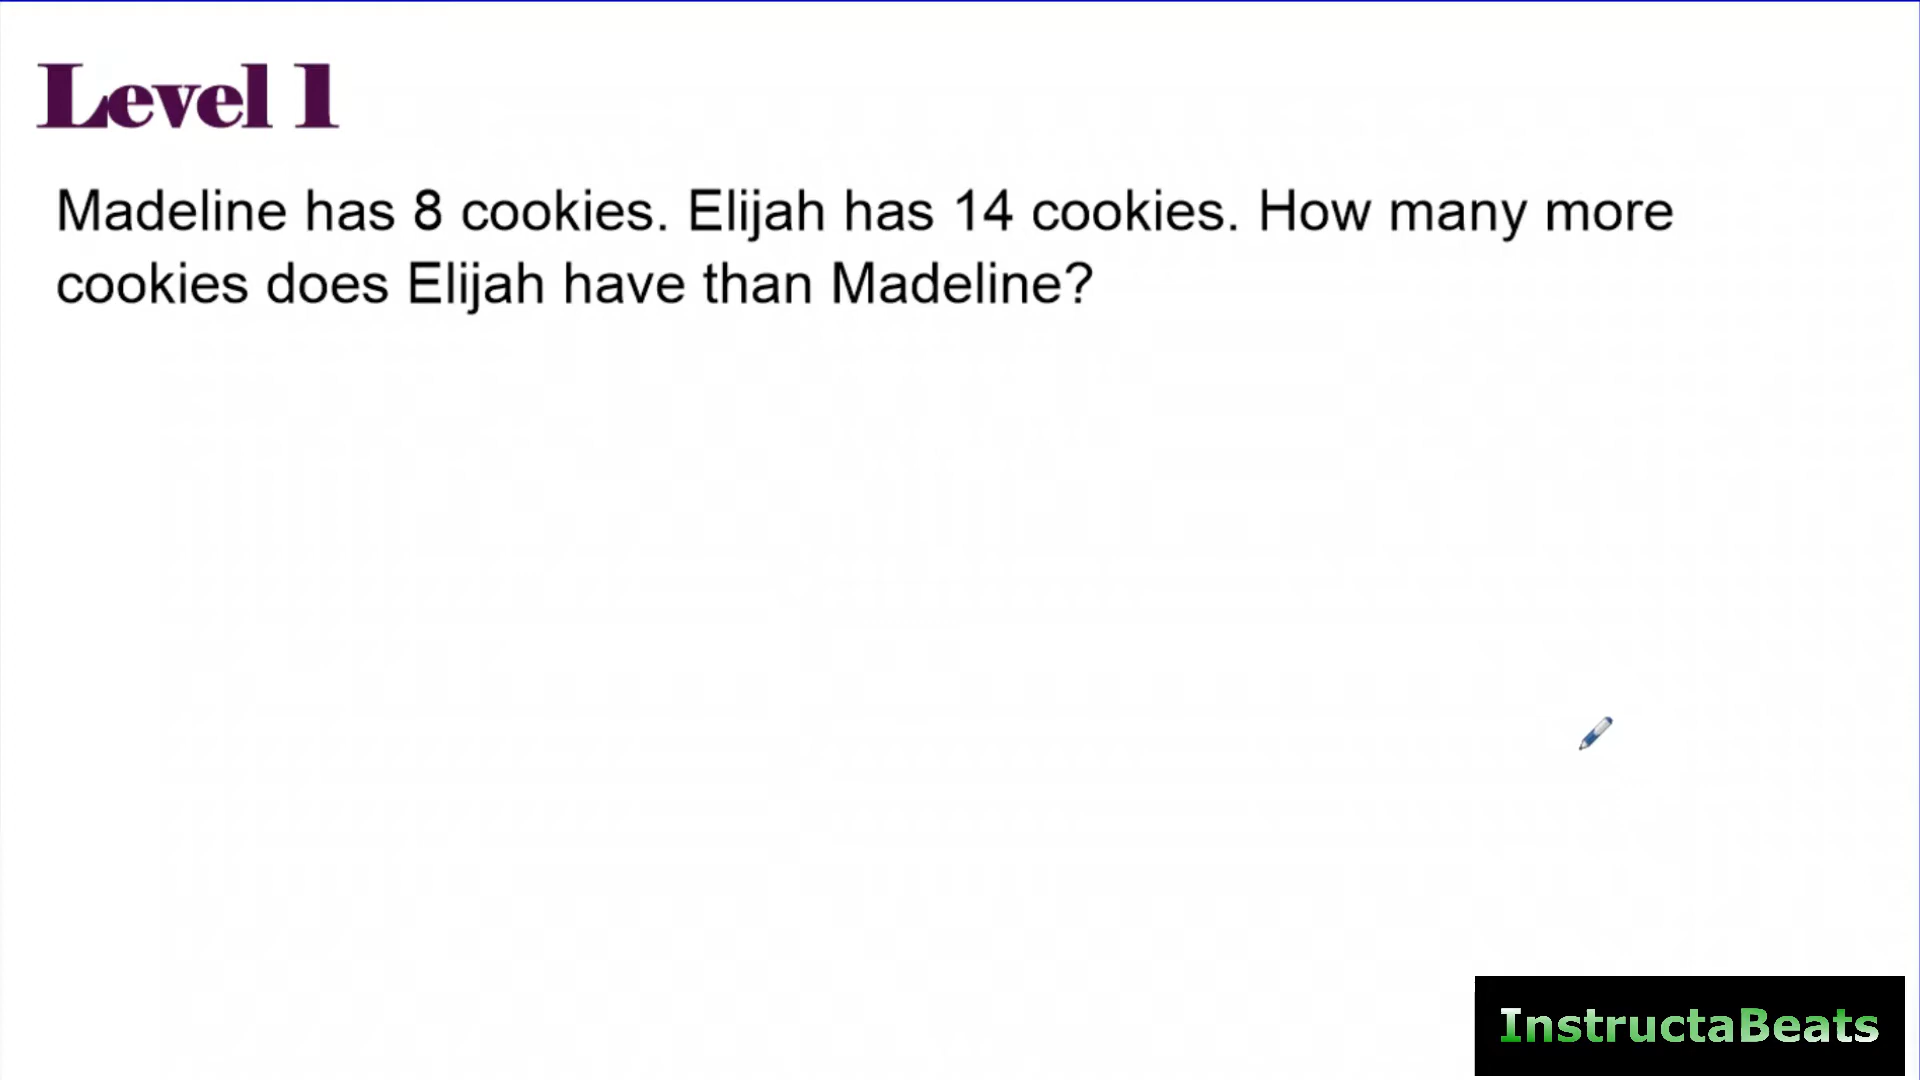 Level 1
Madeline has 8 cookies. Elijah has 14 cookies. How many more
cookies does Elijah have than Madeline?
InstructaBeats